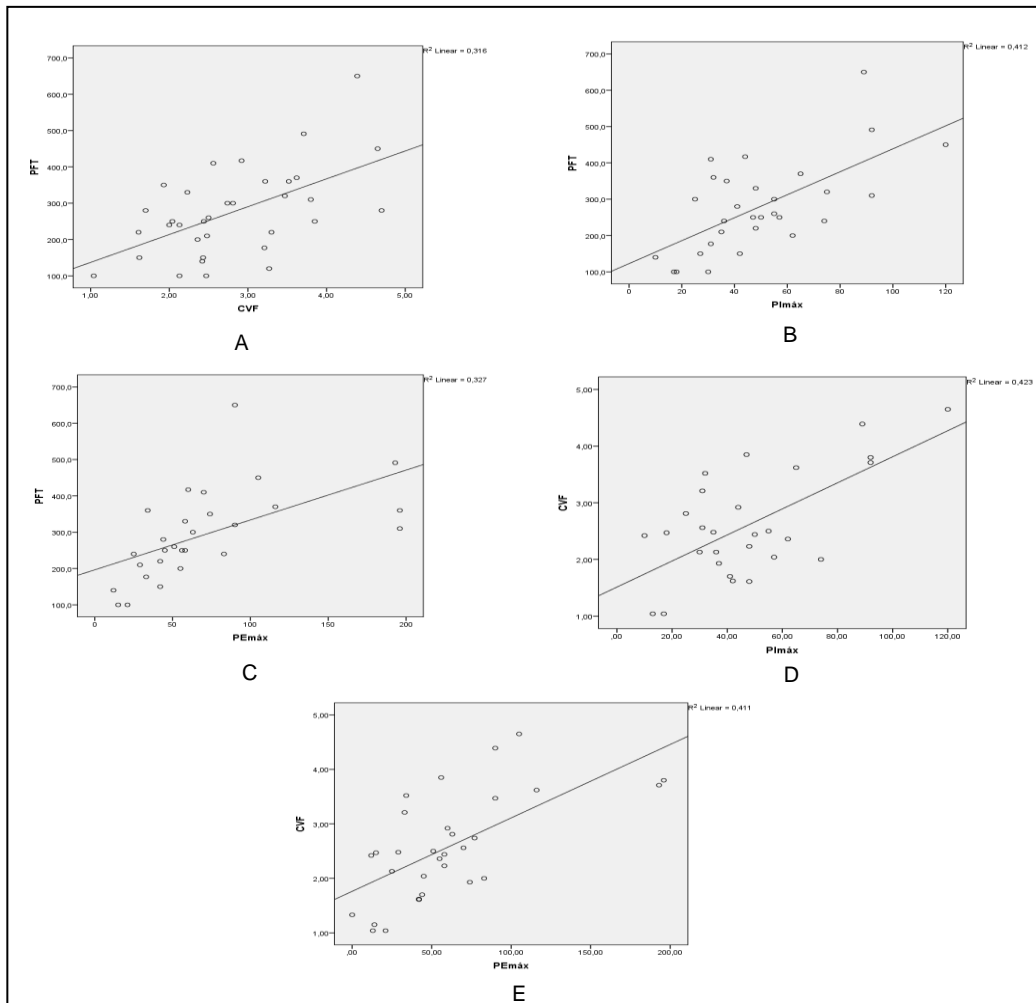 R² Linear = 0,316
700,0
600,0
500,0
400,0
300,0
200,0
100,0
PFT
1,00 2,00 3,00 4,00 5,00
CVF
A
R² Linear = 0,412
700,0
600,0
500,0
400,0
300,0
200,0
100,0
PFT
0 20 40 60 80 100 120
PImáx
B
R² Linear = 0,327
700,0
600,0
500,0
400,0
300,0
200,0
100,0
PFT
0 50 100 150 200
PEmáx
C
R² Linear = 0,423
5,00
4,00
3,00
2,00
1,00
CVF
,00 20,00 40,00 60,00 80,00 100,00 120,00
PImáx
D
R² Linear = 0,411
5,00
4,00
3,00
2,00
1,00
CVF
,00 50,00 100,00 150,00 200,00
PEmáx
E